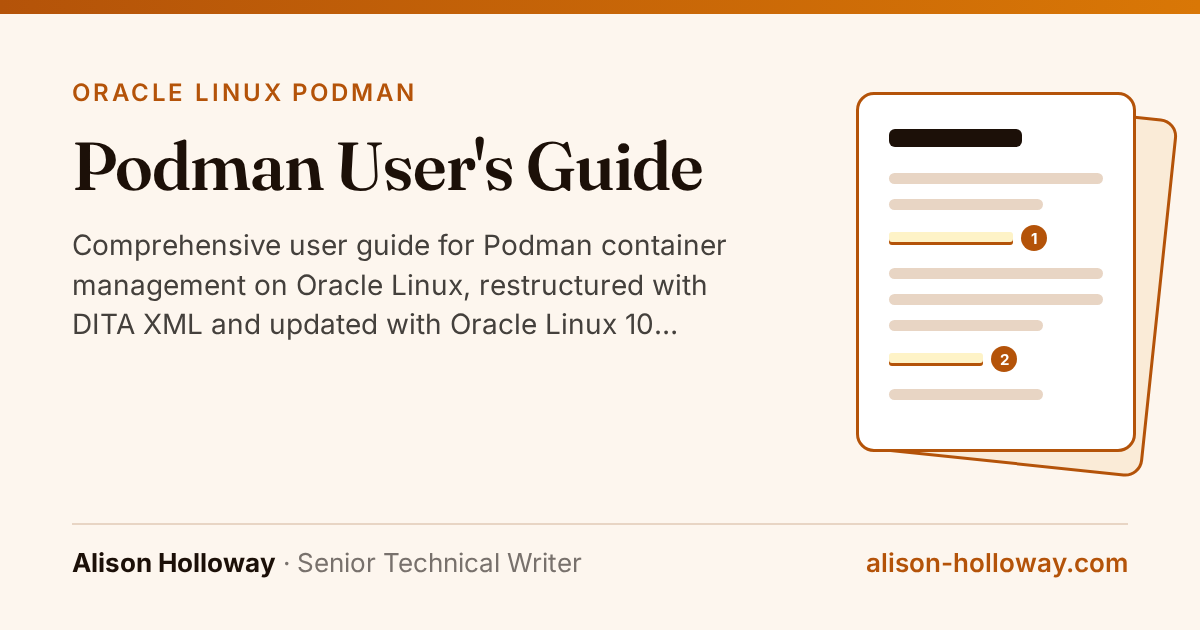 ORACLE LINUX PODMAN
Podman User's Guide
Comprehensive user guide for Podman container
management on Oracle Linux, restructured with
DITA XML and updated with Oracle Linux 10...
1
2
Alison Holloway · Senior Technical Writer
alison-holloway.com